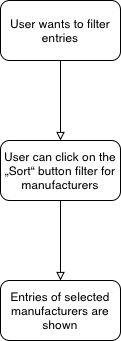 User wants to filter
entries
User can click on the
„Sort“ button filter for
manufacturers
Entries of selected
manufacturers are
shown